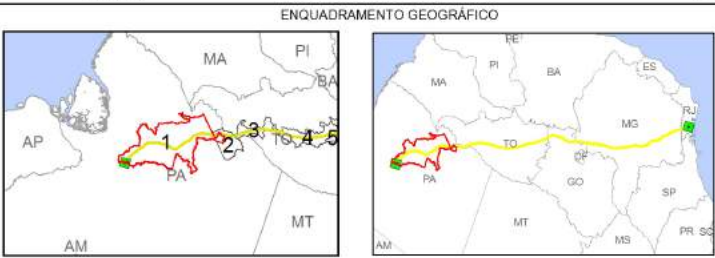 ENQUADRAMENTO GEOGRÁFICO
MA
PI
BA
AP
1
2
3
TO
4
5
PA
MT
AM
PE
MA
PI
BA
ES
RJ
MG
TO
DF
PA
GO
SP
MT
MS
PR
SC
AM